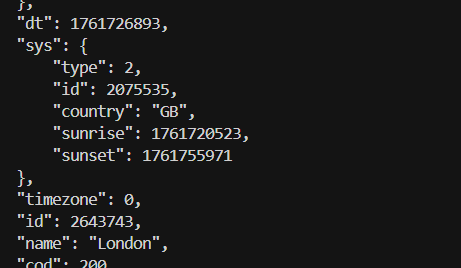 },
"dt": 1761726893,
"sys": {
"type": 2,
"id": 2075535,
"country": "GB",
"sunrise": 1761720523,
"sunset": 1761755971
},
"timezone": 0,
"id": 2643743,
"name": "London",
"cod": 200